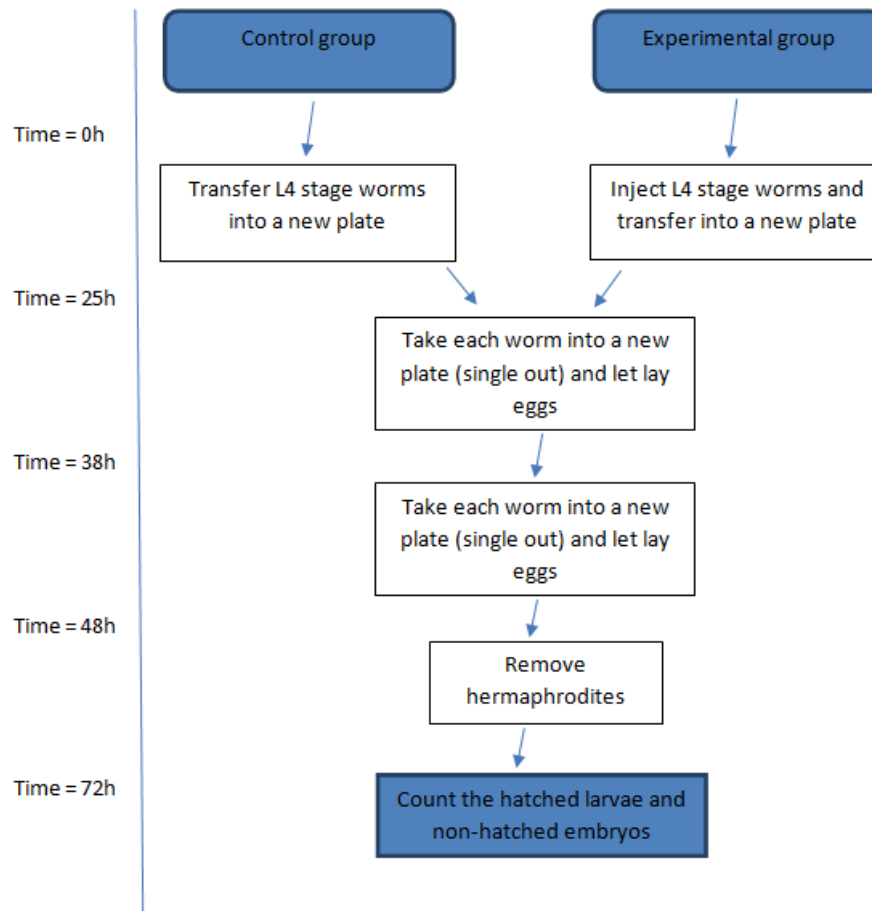 Control group
Experimental group
Time = 0h
Transfer L4 stage worms
into a new plate
Inject L4 stage worms and
transfer into a new plate
Time = 25h
Take each worm into a new
plate (single out) and let lay
eggs
Time = 38h
Take each worm into a new
plate (single out) and let lay
eggs
Time = 48h
Remove
hermaphrodites
Time = 72h
Count the hatched larvae and
non-hatched embryos